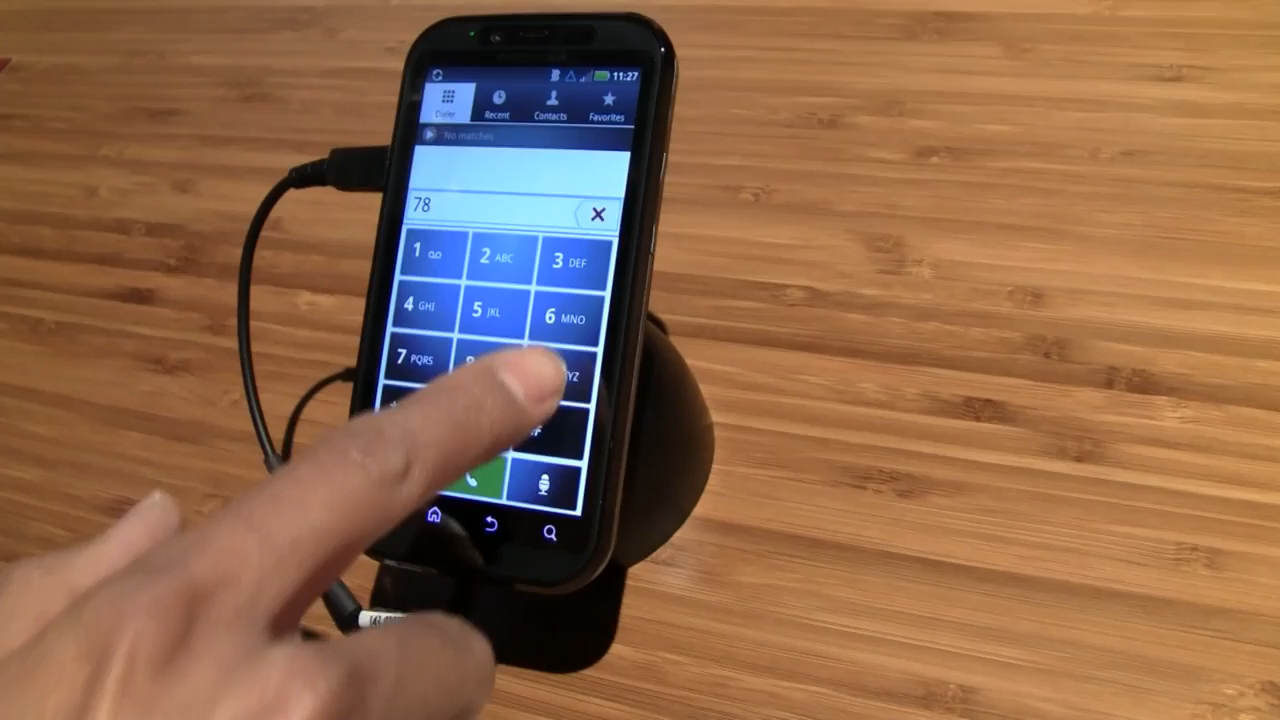 11:27
Dialer Recent Contacts Favorites
No matches
78
1 2 ABC 3 DEF
4 GHI 5 JKL 6 MNO
7 PQRS YZ
#